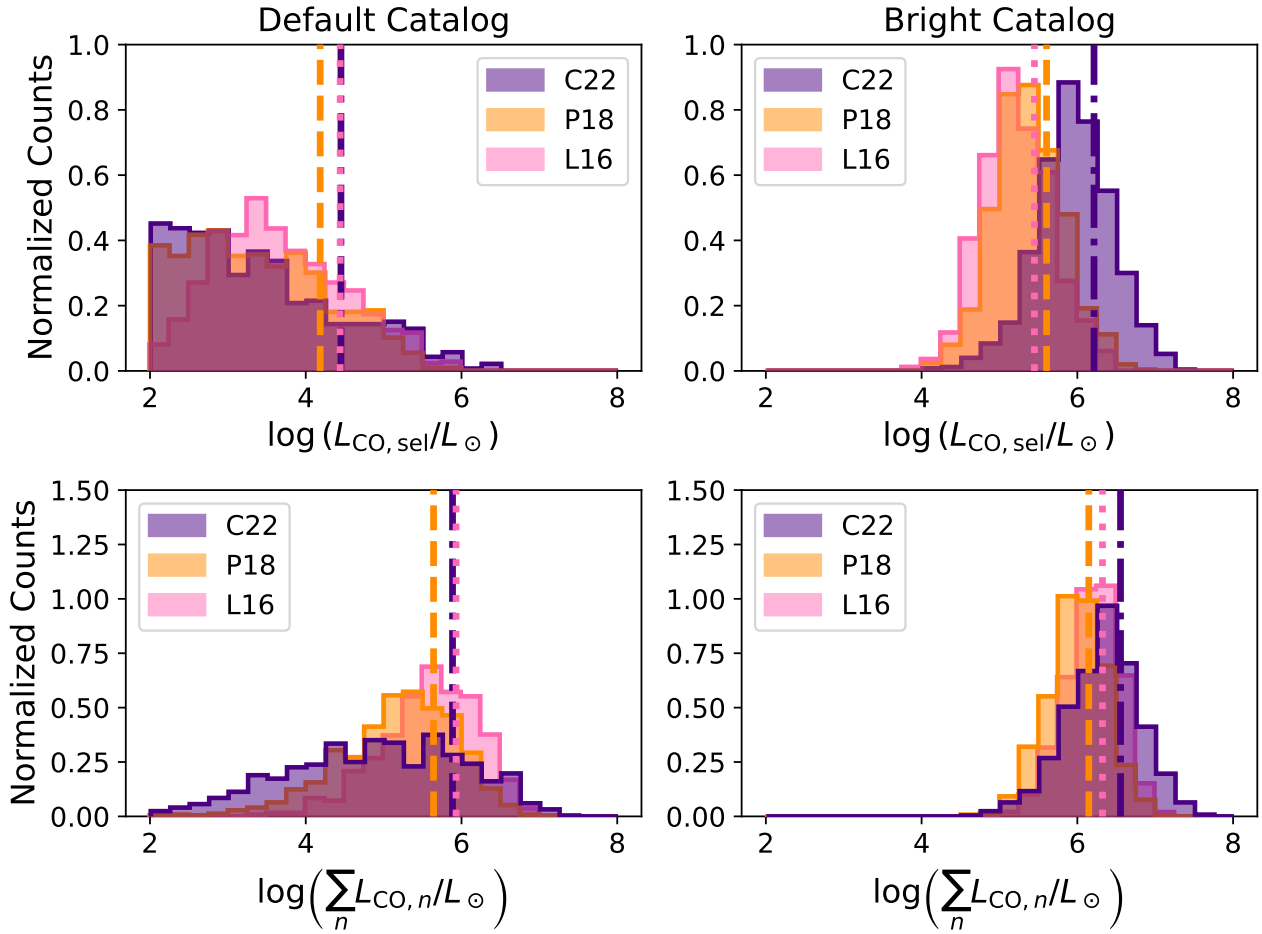 Default Catalog
Bright Catalog
Normalized Counts
1.0
0.8
0.6
0.4
0.2
0.0
C22
P18
L16
2 4 6 8
log (L_CO, sel/L_⊙)
1.0
0.8
0.6
0.4
0.2
0.0
C22
P18
L16
2 4 6 8
log (L_CO, sel/L_⊙)
Normalized Counts
1.50
1.25
1.00
0.75
0.50
0.25
0.00
C22
P18
L16
2 4 6 8
log(∑_n L_CO, n/L_⊙)
1.50
1.25
1.00
0.75
0.50
0.25
0.00
C22
P18
L16
2 4 6 8
log(∑_n L_CO, n/L_⊙)